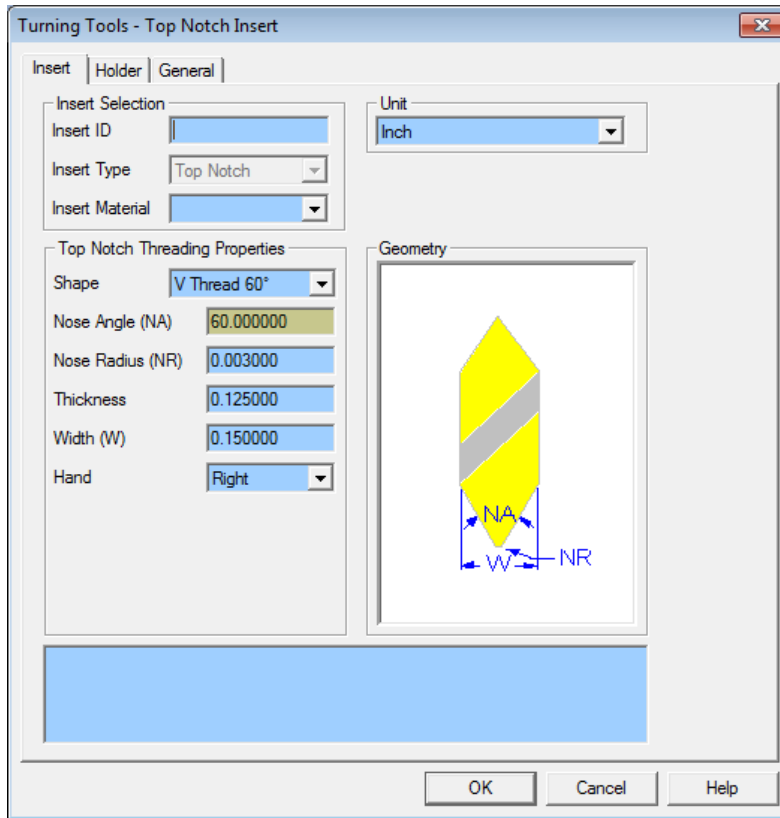 Turning Tools - Top Notch Insert
Insert
Holder
General
Insert Selection
Insert ID
Insert Type Top Notch
Insert Material
Unit
Inch
Top Notch Threading Properties
Shape V Thread 60°
Nose Angle (NA) 60.000000
Nose Radius (NR) 0.003000
Thickness 0.125000
Width (W) 0.150000
Hand Right
Geometry
NA
W
NR
OK
Cancel
Help